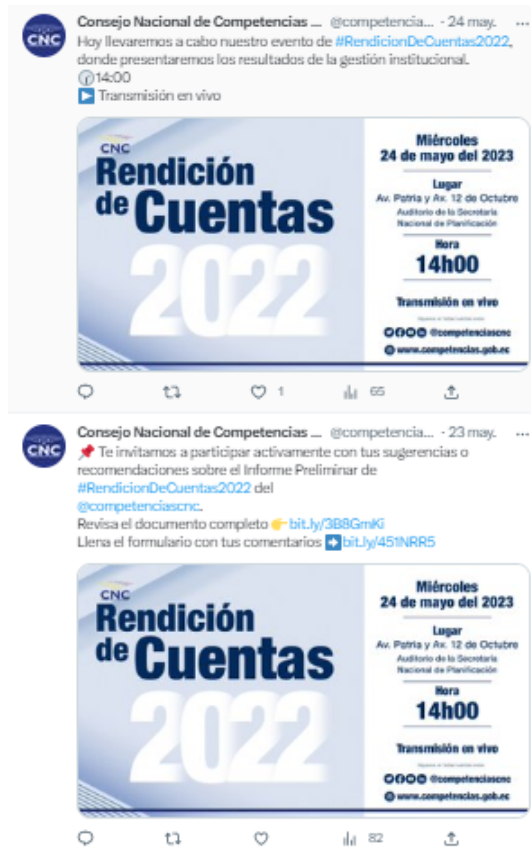 Consejo Nacional de Competencias ... @competencia... · 24 may. ...
Hoy llevaremos a cabo nuestro evento de #RendicionDeCuentas2022,
donde presentaremos los resultados de la gestión institucional.
🕝14:00
▶️ Transmisión en vivo
CNC
CNC
Rendición
de Cuentas
2022
Miércoles
24 de mayo del 2023
Lugar
Av. Patria y Av. 12 de Octubre
Auditorio de la Secretaría
Nacional de Planificación
Hora
14h00
Transmisión en vivo
@competenciascnc
www.competencias.gob.ec
1
65
Consejo Nacional de Competencias ... @competencia... · 23 may. ...
📌 Te invitamos a participar activamente con tus sugerencias o
recomendaciones sobre el Informe Preliminar de
#RendicionDeCuentas2022 del
@competenciascnc.
Revisa el documento completo 👉 bit.ly/3B8GmKi
Llena el formulario con tus comentarios ➡️ bit.ly/451NRR5
CNC
CNC
Rendición
de Cuentas
2022
Miércoles
24 de mayo del 2023
Lugar
Av. Patria y Av. 12 de Octubre
Auditorio de la Secretaría
Nacional de Planificación
Hora
14h00
Transmisión en vivo
@competenciascnc
www.competencias.gob.ec
82